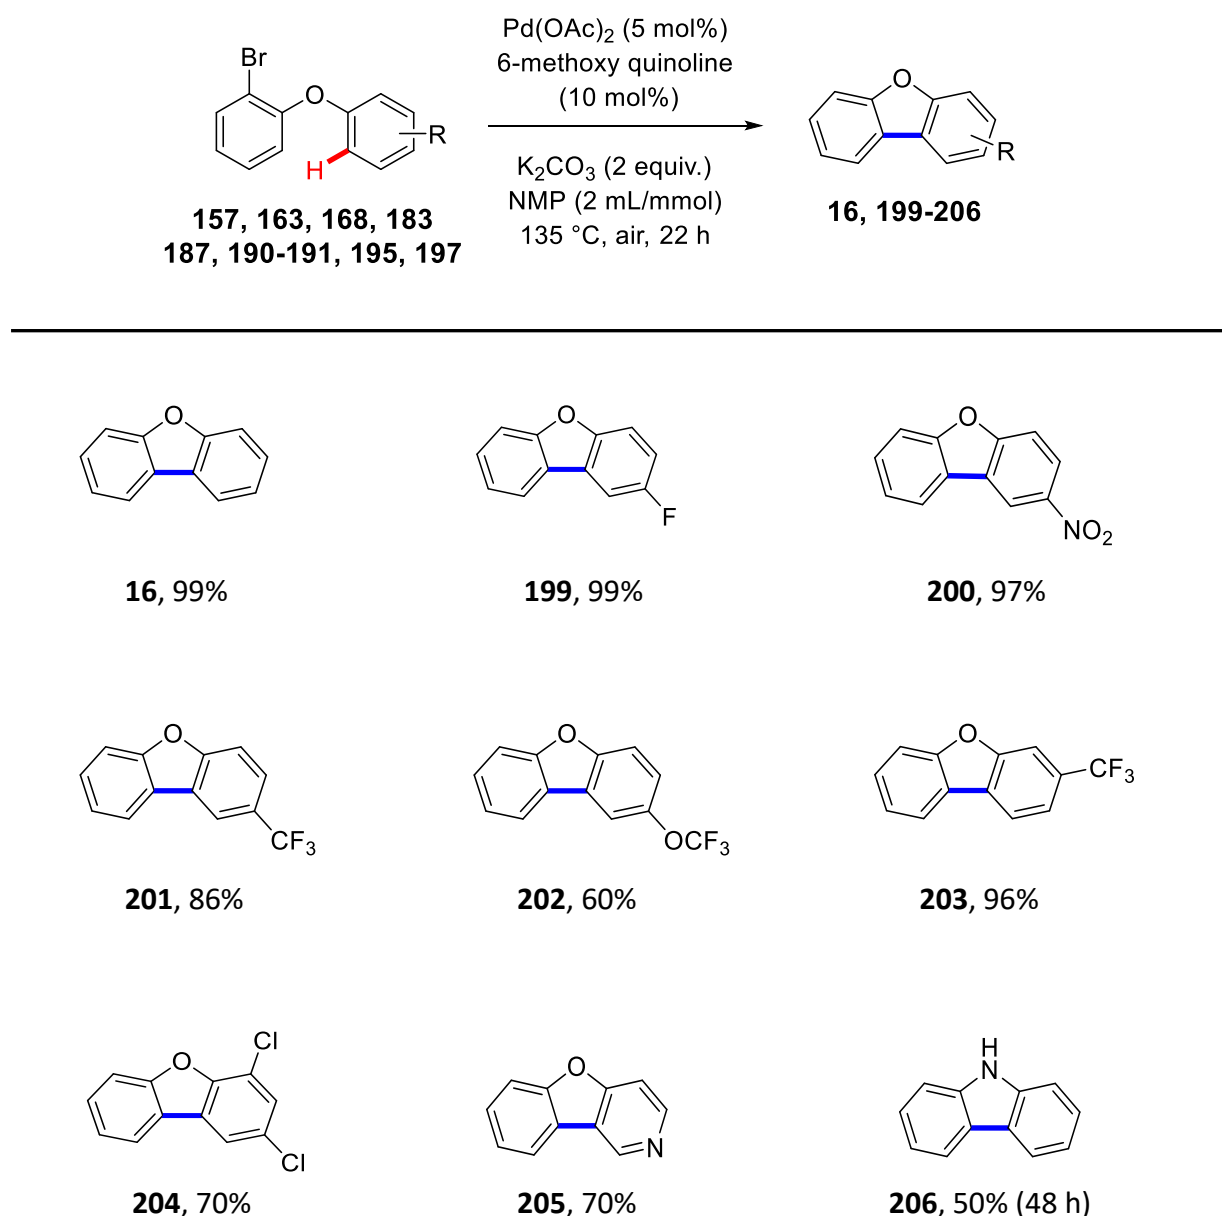 Pd(OAc)₂ (5 mol%)
6-methoxy quinoline
(10 mol%)
Br
O
R
H
K₂CO₃ (2 equiv.)
NMP (2 mL/mmol)
135 °C, air, 22 h
O
R
157, 163, 168, 183
187, 190-191, 195, 197
16, 199-206
O
O
F
O
NO₂
16, 99%
199, 99%
200, 97%
O
CF₃
O
OCF₃
O
CF₃
201, 86%
202, 60%
203, 96%
O
Cl
Cl
O
N
H
N
204, 70%
205, 70%
206, 50% (48 h)